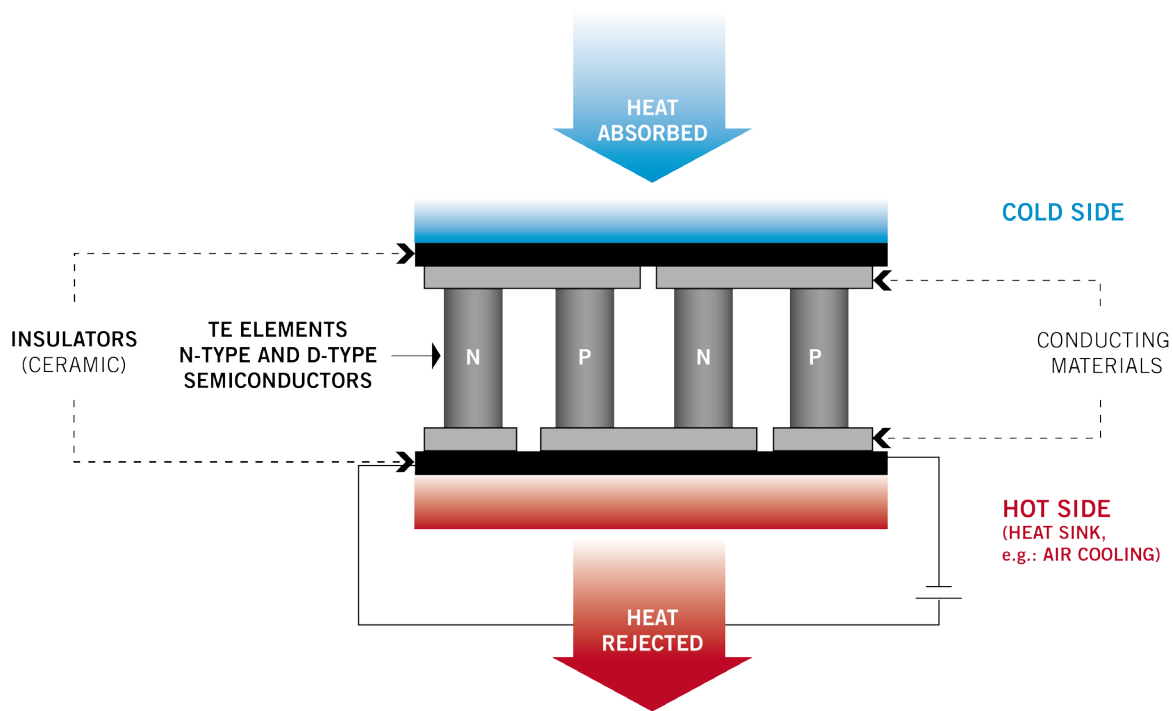 HEAT
ABSORBED
COLD SIDE
INSULATORS
(CERAMIC)
TE ELEMENTS
N-TYPE AND D-TYPE
SEMICONDUCTORS
N
P
N
P
CONDUCTING
MATERIALS
HOT SIDE
(HEAT SINK,
e.g.: AIR COOLING)
HEAT
REJECTED